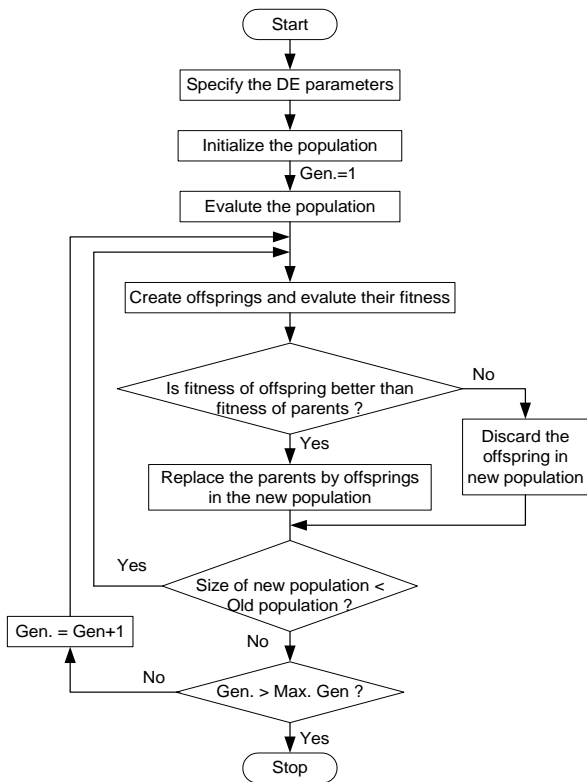 Start
Specify the DE parameters
Initialize the population
Gen.=1
Evalute the population
Create offsprings and evalute their fitness
Is fitness of offspring better than
fitness of parents ?
No
Yes
Discard the
offspring in
new population
Replace the parents by offsprings
in the new population
Yes
Size of new population <
Old population ?
Gen. = Gen+1
No
No
Gen. > Max. Gen ?
Yes
Stop